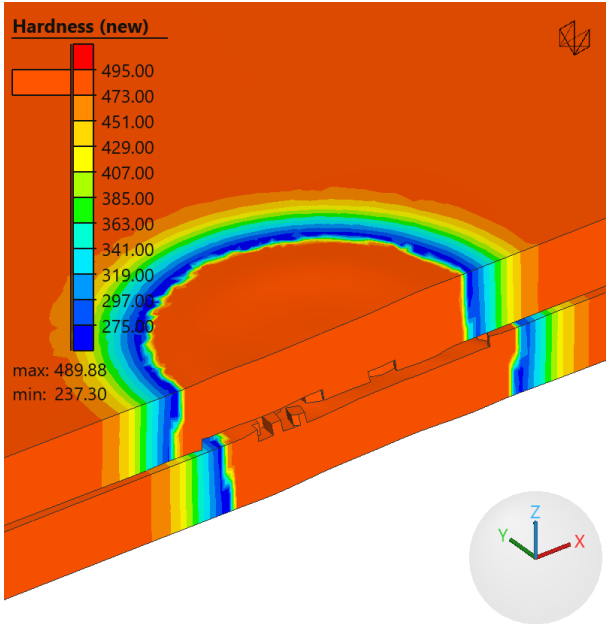 Hardness (new)
495.00
473.00
451.00
429.00
407.00
385.00
363.00
341.00
319.00
297.00
275.00
max: 489.88
min: 237.30
Z
Y
X